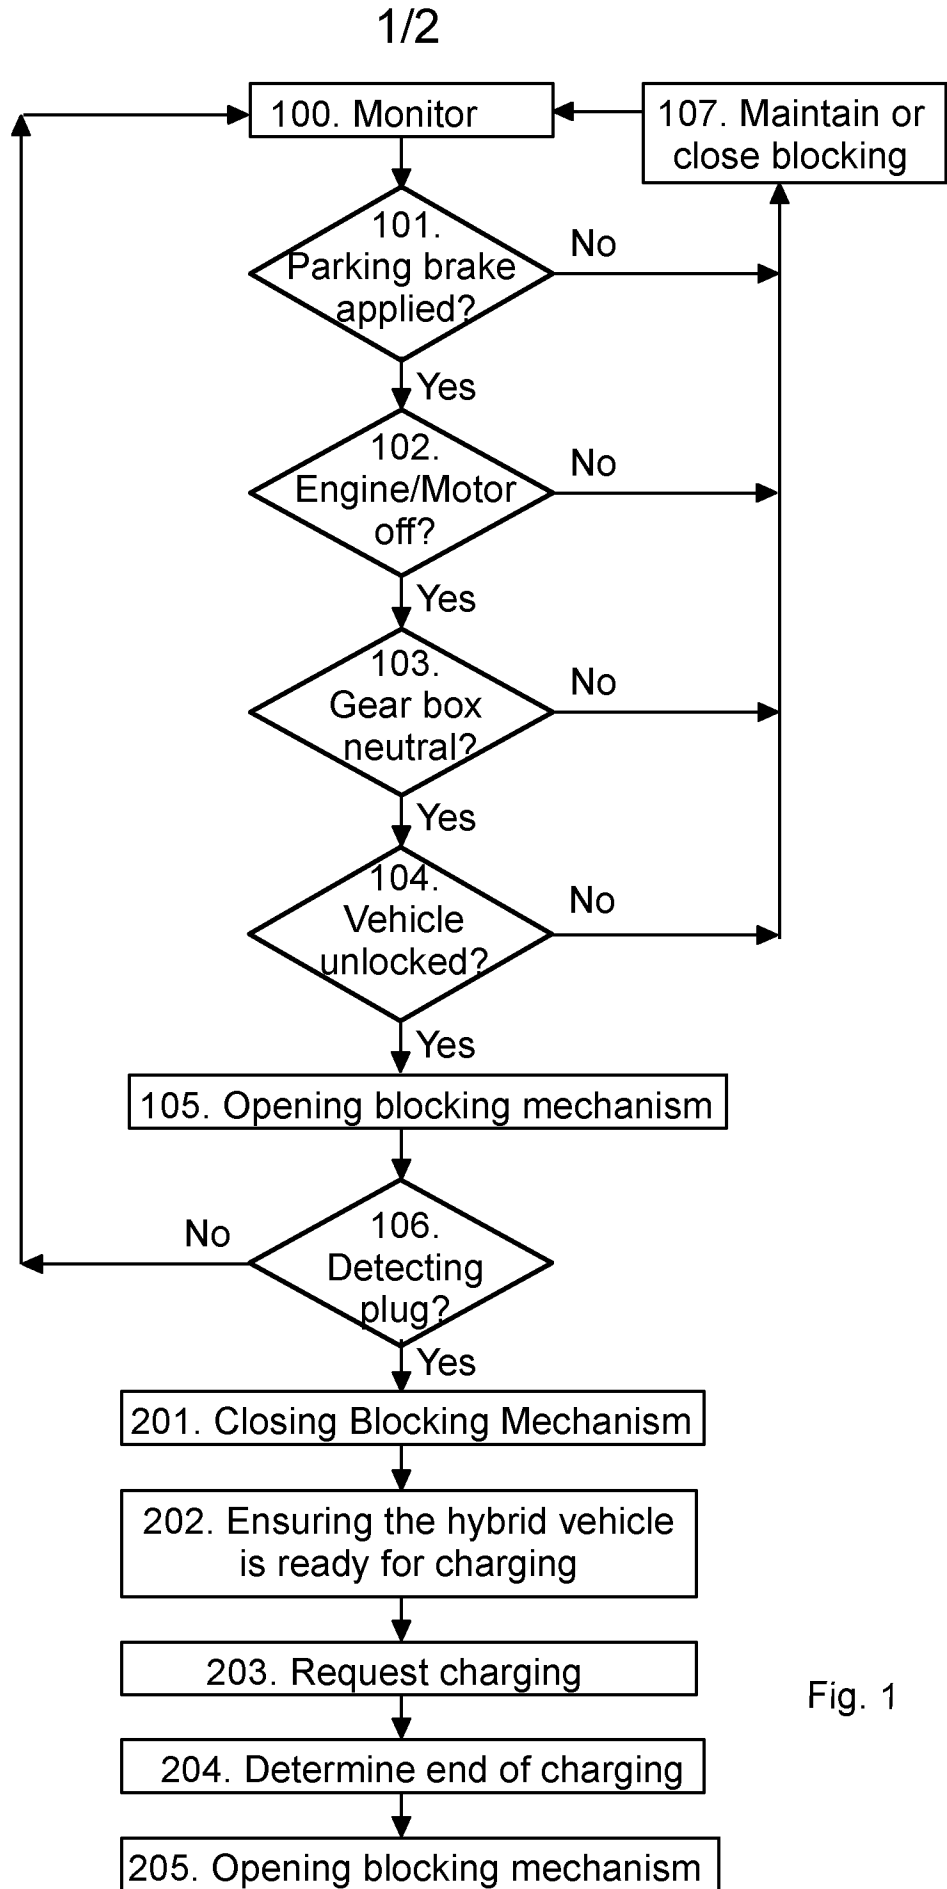 1/2
100. Monitor
107. Maintain or
close blocking
101.
Parking brake
applied?
No
Yes
102.
Engine/Motor
off?
No
Yes
103.
Gear box
neutral?
No
Yes
104.
Vehicle
unlocked?
No
Yes
105. Opening blocking mechanism
106.
Detecting
plug?
No
Yes
201. Closing Blocking Mechanism
202. Ensuring the hybrid vehicle
is ready for charging
203. Request charging
Fig. 1
204. Determine end of charging
205. Opening blocking mechanism